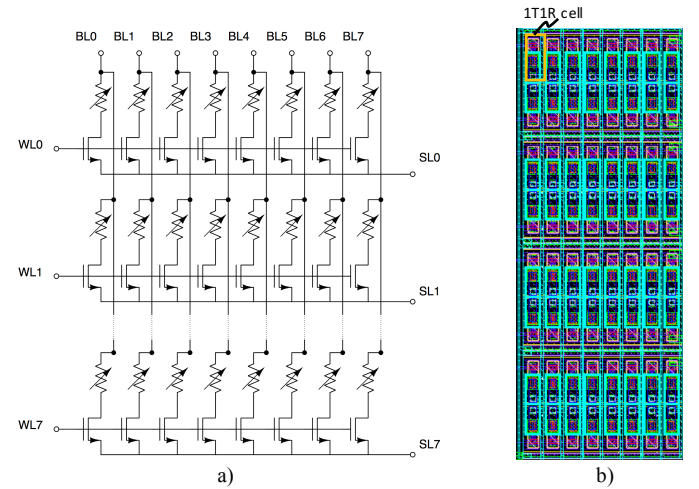 1T1R cell
BL0 BL1 BL2 BL3 BL4 BL5 BL6 BL7
WL0
SL0
WL1
SL1
WL7
SL7
a) b)